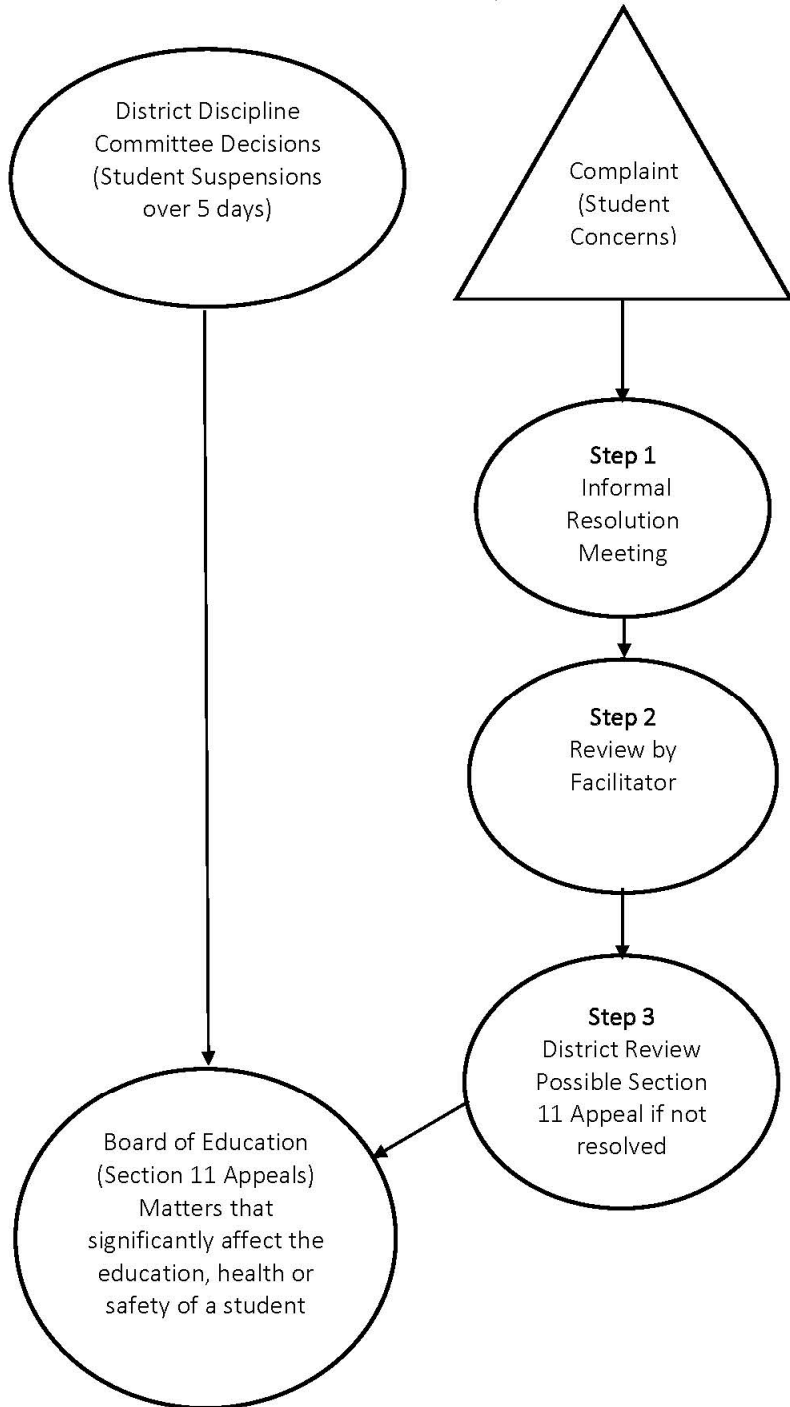 District Discipline
Committee Decisions
(Student Suspensions
over 5 days)
Complaint
(Student
Concerns)
Step 1
Informal
Resolution
Meeting
Step 2
Review by
Facilitator
Step 3
District Review
Possible Section
11 Appeal if not
resolved
Board of Education
(Section 11 Appeals)
Matters that
significantly affect the
education, health or
safety of a student